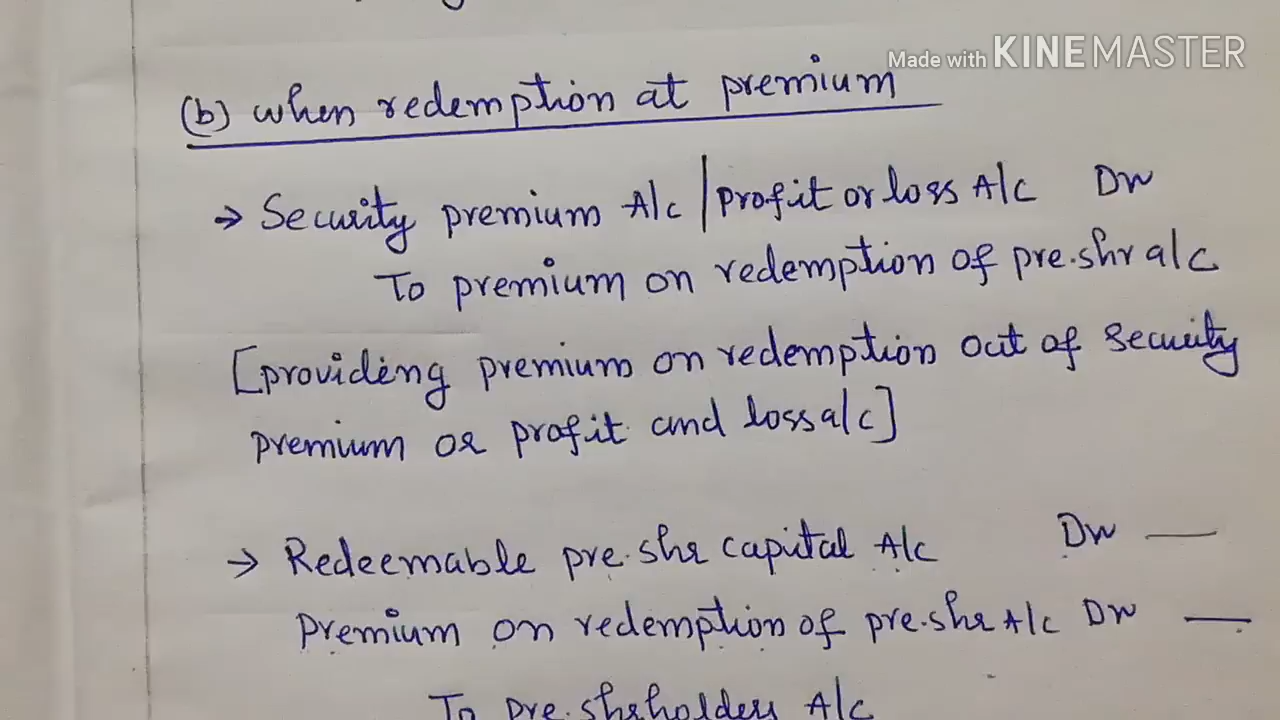 Made with KINEMASTER
(b) when redemption at premium
→ Security premium A/c / profit or loss A/c Dr
To premium on redemption of pre.shr a/c
[providing premium on redemption out of security
premium or profit and loss a/c]
→ Redeemable pre.shr capital A/c Dr —
Premium on redemption of pre.shr A/c Dr —
To pre.shrholders A/c